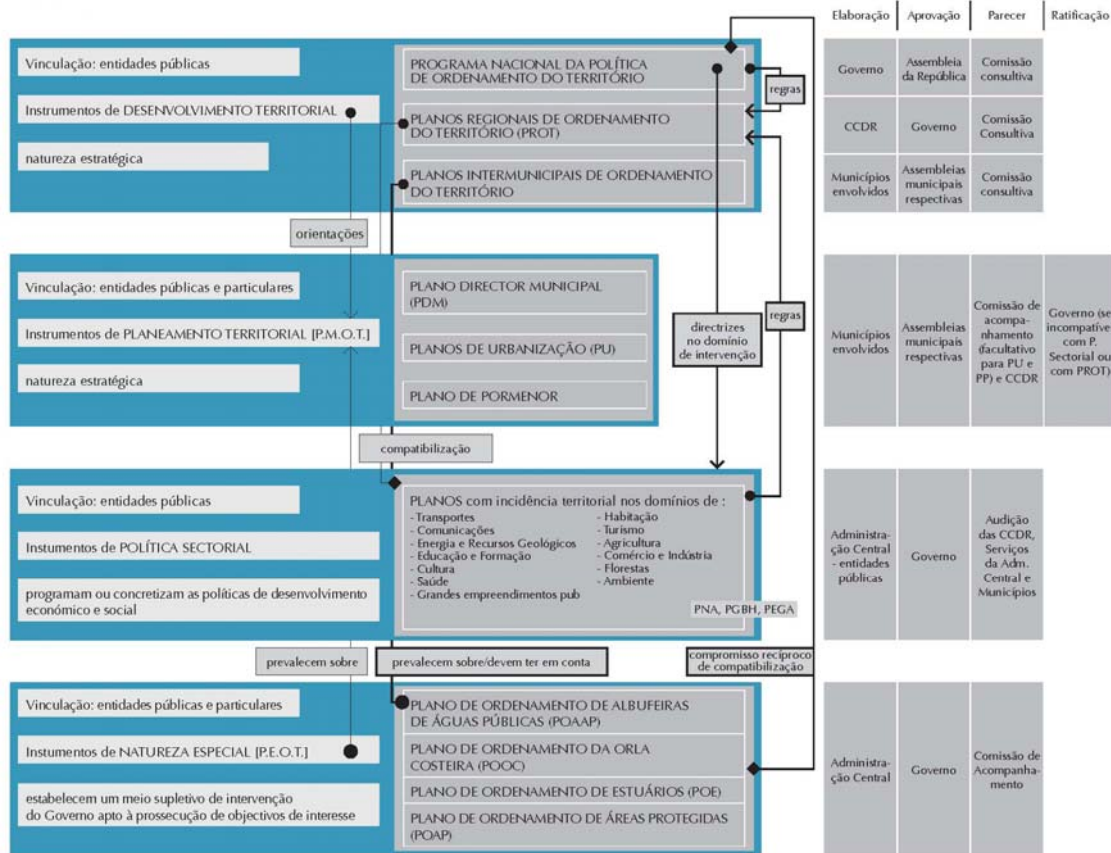 Elaboração
Aprovação
Parecer
Ratificação
Vinculação: entidades públicas
Instrumentos de DESENVOLVIMENTO TERRITORIAL
natureza estratégica
PROGRAMA NACIONAL DA POLÍTICA
DE ORDENAMENTO DO TERRITÓRIO
PLANOS REGIONAIS DE ORDENAMENTO
DO TERRITÓRIO (PROT)
PLANOS INTERMUNICIPAIS DE ORDENAMENTO
DO TERRITÓRIO
regras
Governo
Assembleia
da República
Comissão
consultiva
CCDR
Governo
Comissão
Consultiva
Municípios
envolvidos
Assembleias
municipais
respectivas
Comissão
consultiva
orientações
Vinculação: entidades públicas e particulares
Instrumentos de PLANEAMENTO TERRITORIAL [P.M.O.T.]
natureza estratégica
PLANO DIRECTOR MUNICIPAL
(PDM)
PLANOS DE URBANIZAÇÃO (PU)
PLANO DE PORMENOR
directrizes
no domínio
de intervenção
regras
Municípios
envolvidos
Assembleias
municipais
respectivas
Comissão de
acompa-
nhamento
(facultativo
para PU e
PP) e CCDR
Governo (se
incompatíve
com P.
Sectorial ou
com PROT)
compatibilização
Vinculação: entidades públicas
Instumentos de POLÍTICA SECTORIAL
programam ou concretizam as políticas de desenvolvimento
económico e social
PLANOS com incidência territorial nos domínios de :
- Transportes
- Comunicações
- Energia e Recursos Geológicos
- Educação e Formação
- Cultura
- Saúde
- Grandes empreendimentos pub
- Habitação
- Turismo
- Agricultura
- Comércio e Indústria
- Florestas
- Ambiente
PNA, PGBH, PEGA
Administra-
ção Central
- entidades
públicas
Governo
Audição
das CCDR,
Serviços
da Adm.
Central e
Municípios
prevalecem sobre
prevalecem sobre/devem ter em conta
compromisso recíproco
de compatibilização
Vinculação: entidades públicas e particulares
Instrumentos de NATUREZA ESPECIAL [P.E.O.T.]
estabelecem um meio supletivo de intervenção
do Governo apto à prossecução de objectivos de interesse
PLANO DE ORDENAMENTO DE ALBUFEIRAS
DE ÁGUAS PÚBLICAS (POAAP)
PLANO DE ORDENAMENTO DA ORLA
COSTEIRA (POOC)
PLANO DE ORDENAMENTO DE ESTUÁRIOS (POE)
PLANO DE ORDENAMENTO DE ÁREAS PROTEGIDAS
(POAP)
Administra-
ção Central
Governo
Comissão de
Acompanha-
mento